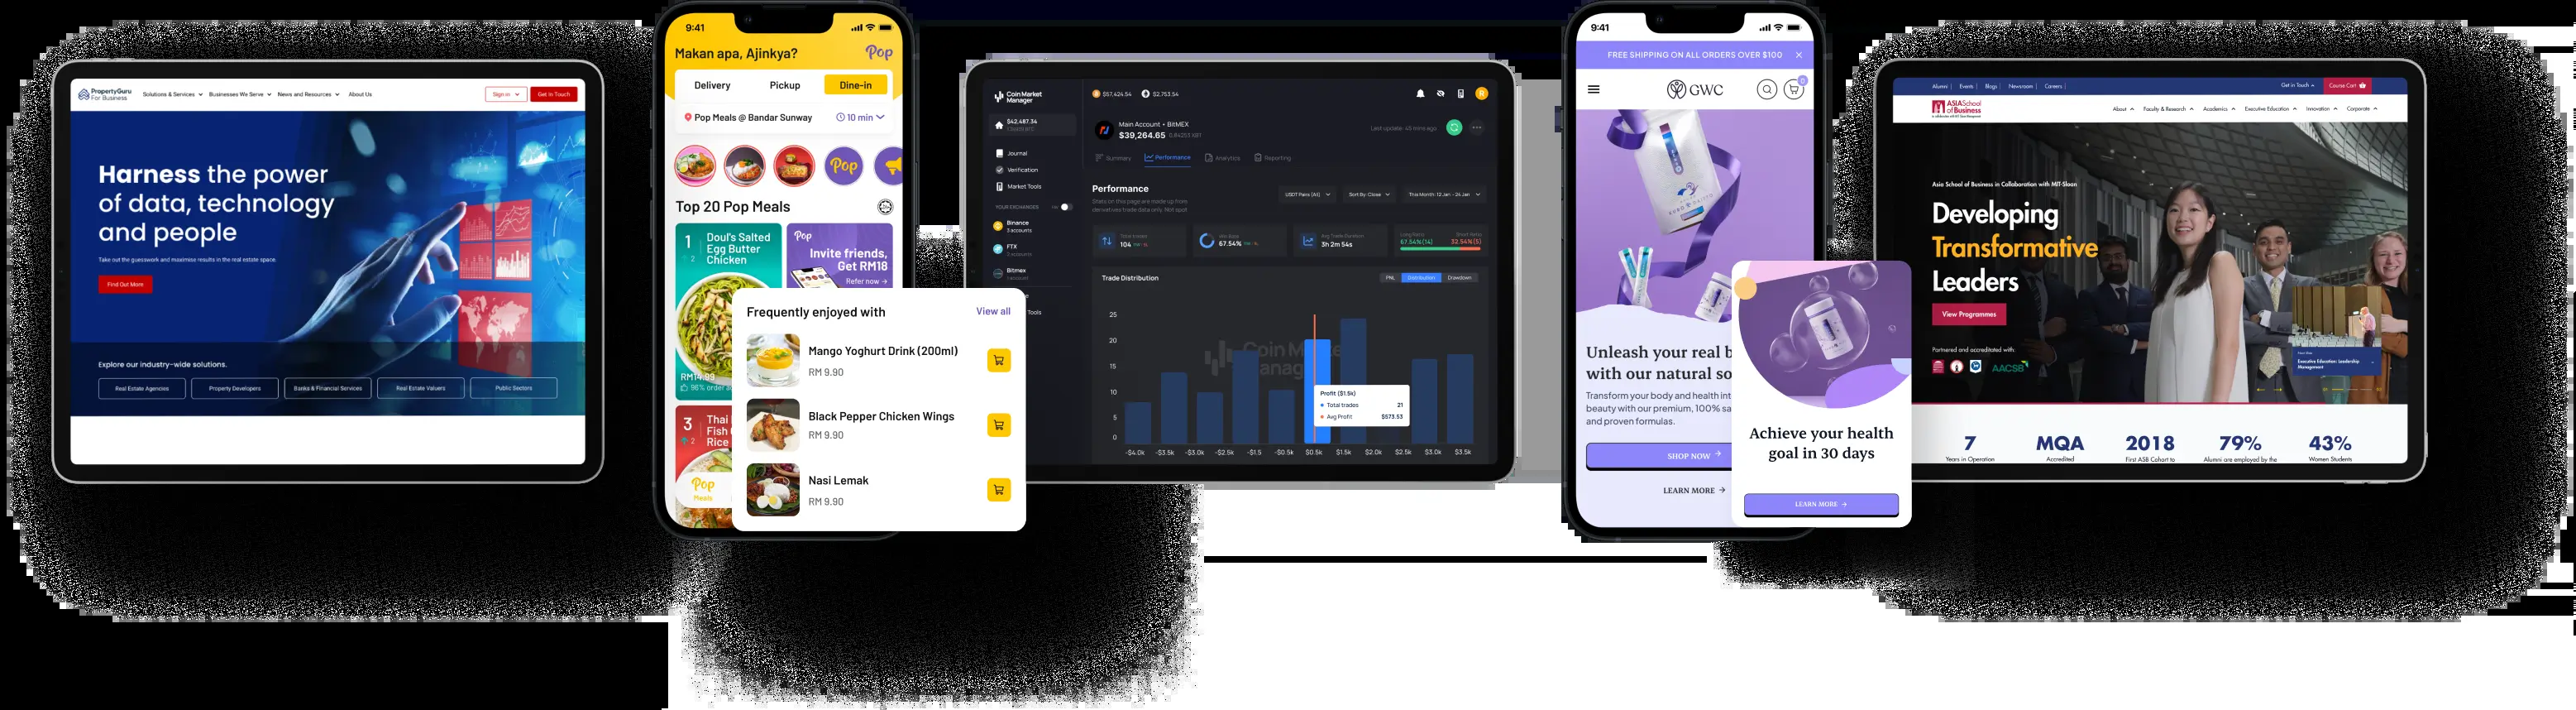 PropertyGuru
For Business
Solutions & Services
Businesses We Serve
News and Resources
About Us
Sign in
Get In Touch
Harness the power
of data, technology
and people
Take out the guesswork and maximise results in the real estate space.
Find Out More
Explore our industry-wide solutions.
Real Estate Agencies
Property Developers
Banks & Financial Services
Real Estate Valuers
Public Sectors
9:41
Makan apa, Ajinkya?
Pop
Delivery
Pickup
Dine-in
Pop Meals @ Bandar Sunway
10 min
Pop
Top 20 Pop Meals
1
2
Doul's Salted
Egg Butter
Chicken
RM14.99
96% order a
Pop
Invite friends,
Get RM18
Refer now →
3
2
Thai
Fish
Rice
Pop
Meals
Frequently enjoyed with
View all
Mango Yoghurt Drink (200ml)
RM 9.90
Black Pepper Chicken Wings
RM 9.90
Nasi Lemak
RM 9.90
CoinMarket
Manager
$57,424.54
$2,753.54
$42,487.34
Journal
Verification
Market Tools
YOUR EXCHANGES
Binance
3 accounts
FTX
2 accounts
Bitmex
1 account
Tools
Main Account • BitMEX
$39,264.65
Last update ~45 mins ago
Summary
Performance
Analytics
Reporting
Performance
Stats on this page are made up from
derivatives trade data only. Not spot
USDT Pairs (All)
Sort By: Close
This Month: 12 Jan - 24 Jan
Total trades
104
Win Rate
67.54%
Avg Trade Duration
3h 2m 54s
Long Ratio
67.54% (14)
Short Ratio
32.54% (5)
Trade Distribution
PNL
Distribution
Drawdown
25
20
15
10
5
0
Coin Ma
anag
Profit ($1.5k)
Total trades 21
Avg Profit $573.53
-$4.0k
-$3.5k
-$3.0k
-$2.5k
-$1.5
-$0.5k
$0.5k
$1.5k
$2.0k
$2.5k
$3.0k
$3.5k
9:41
FREE SHIPPING ON ALL ORDERS OVER $100
GWC
0
Unleash your real b
with our natural so
Transform your body and health int
beauty with our premium, 100% sa
and proven formulas.
SHOP NOW →
LEARN MORE →
Achieve your health
goal in 30 days
LEARN MORE →
Alumni
Events
Blogs
Newsroom
Careers
Get in Touch
Course Cart
ASIA School
of Business
About
Faculty & Research
Academics
Executive Education
Innovation
Corporate
Asia School of Business in Collaboration with MIT Sloan
Developing
Transformative
Leaders
View Programmes
Partnered and accredited with:
AACSB
Executive Education: Leadership
Management
7
Years in Operation
MQA
Accredited
2018
First ASB Cohort to
79%
Alumni are employed by the
43%
Women Students